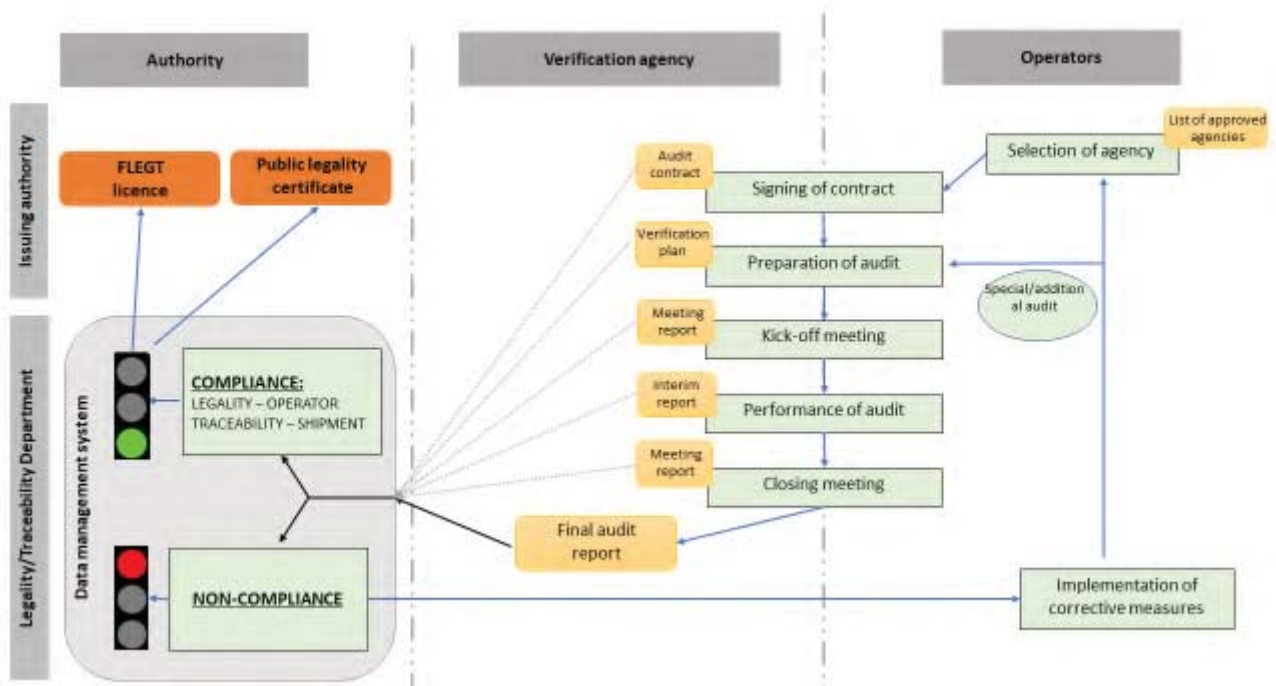 Authority
Verification agency
Operators
Issuing authority
FLEGT
licence
Public legality
certificate
Audit
contract
Signing of contract
Selection of agency
List of approved
agencies
Verification
plan
Preparation of audit
Special/addition
al audit
Meeting
report
Kick-off meeting
Interim
report
Performance of audit
Meeting
report
Closing meeting
Final audit
report
Legality/Traceability Department
Data management system
COMPLIANCE:
LEGALITY – OPERATOR
TRACEABILITY – SHIPMENT
NON-COMPLIANCE
Implementation of
corrective measures